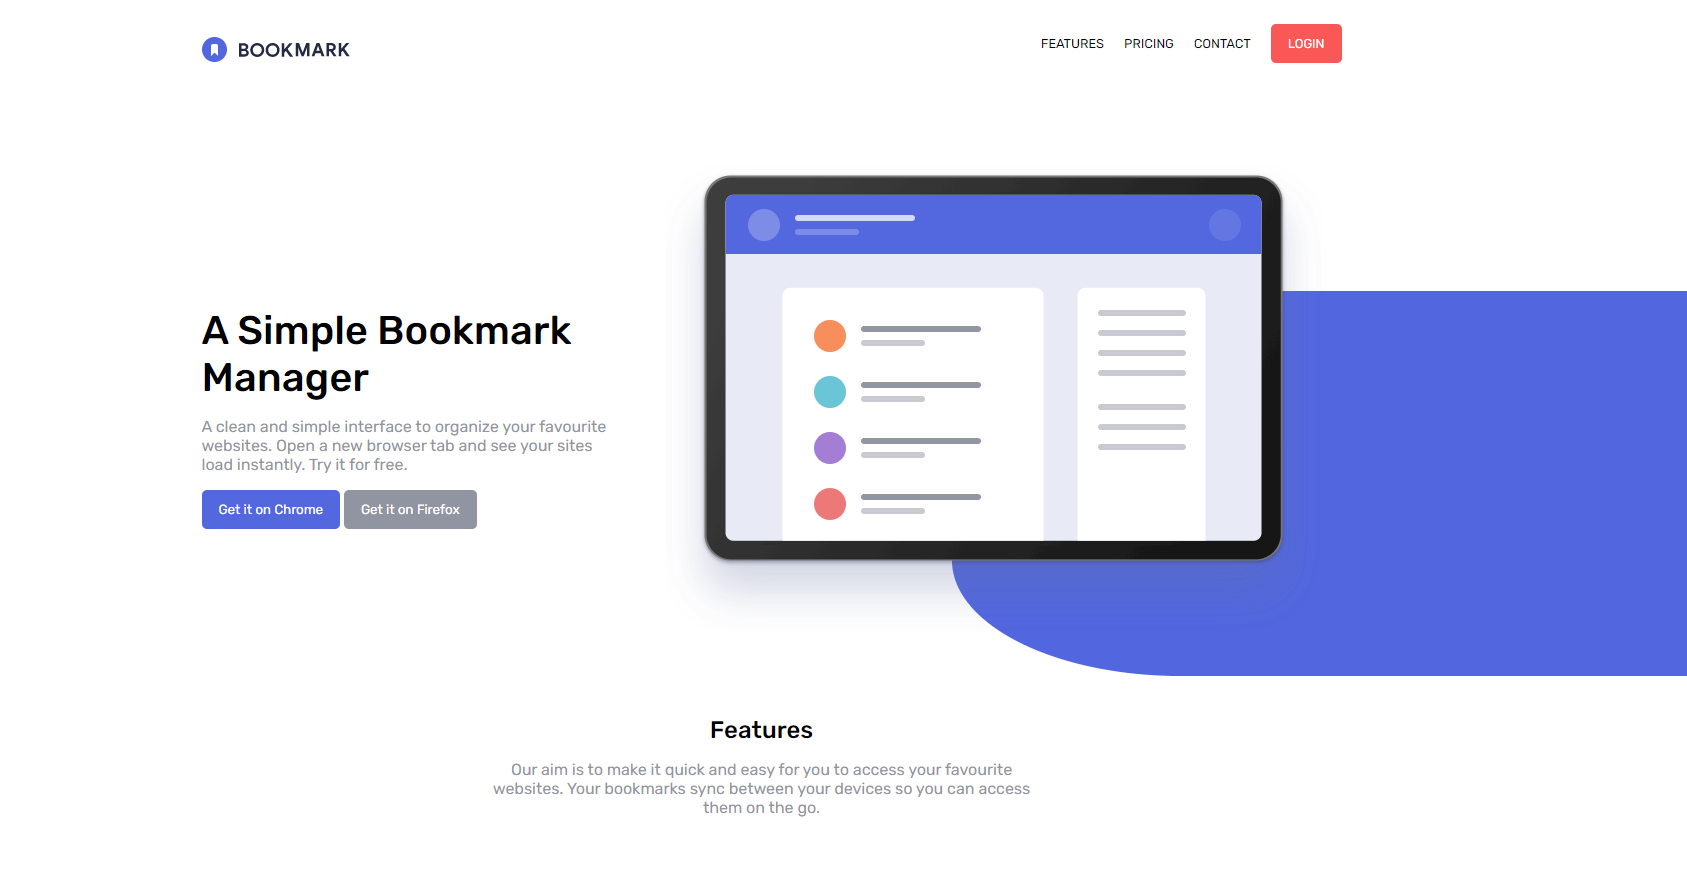 BOOKMARK
FEATURES PRICING CONTACT LOGIN
A Simple Bookmark
Manager
A clean and simple interface to organize your favourite
websites. Open a new browser tab and see your sites
load instantly. Try it for free.
Get it on Chrome Get it on Firefox
Features
Our aim is to make it quick and easy for you to access your favourite
websites. Your bookmarks sync between your devices so you can access
them on the go.